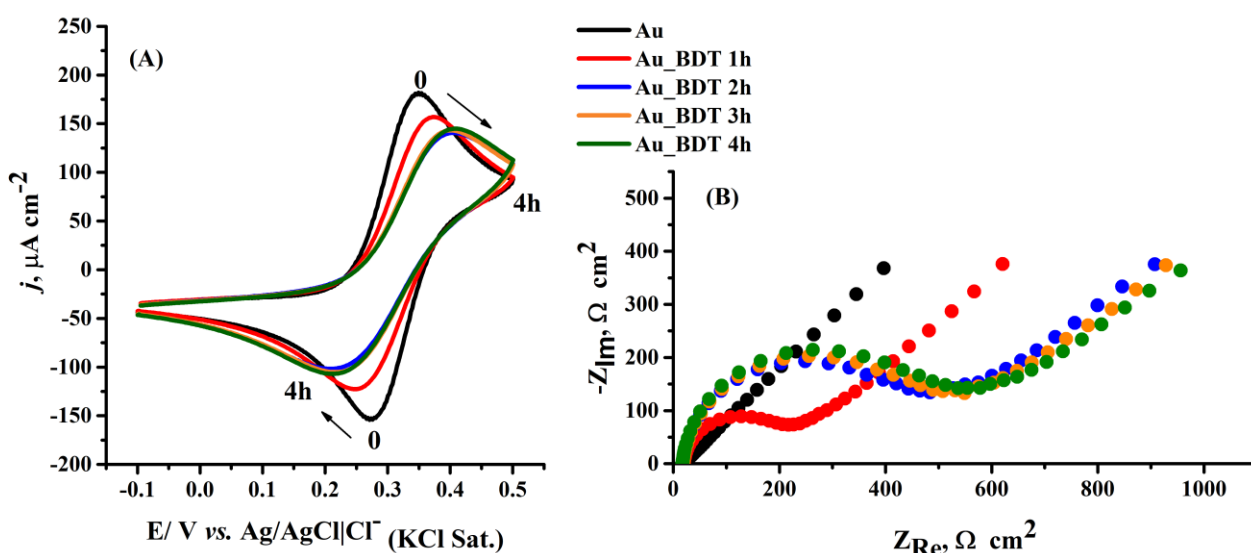 (A)
j, μA cm⁻²
250
200
150
100
50
0
-50
-100
-150
-200
0
4h
4h
0
-0.1 0.0 0.1 0.2 0.3 0.4 0.5
E/ V vs. Ag/AgCl|Cl⁻ (KCl Sat.)
Au
Au_BDT 1h
Au_BDT 2h
Au_BDT 3h
Au_BDT 4h
(B)
-Z_Im, Ω cm²
500
400
300
200
100
0
0 200 400 600 800 1000
Z_Re, Ω cm²